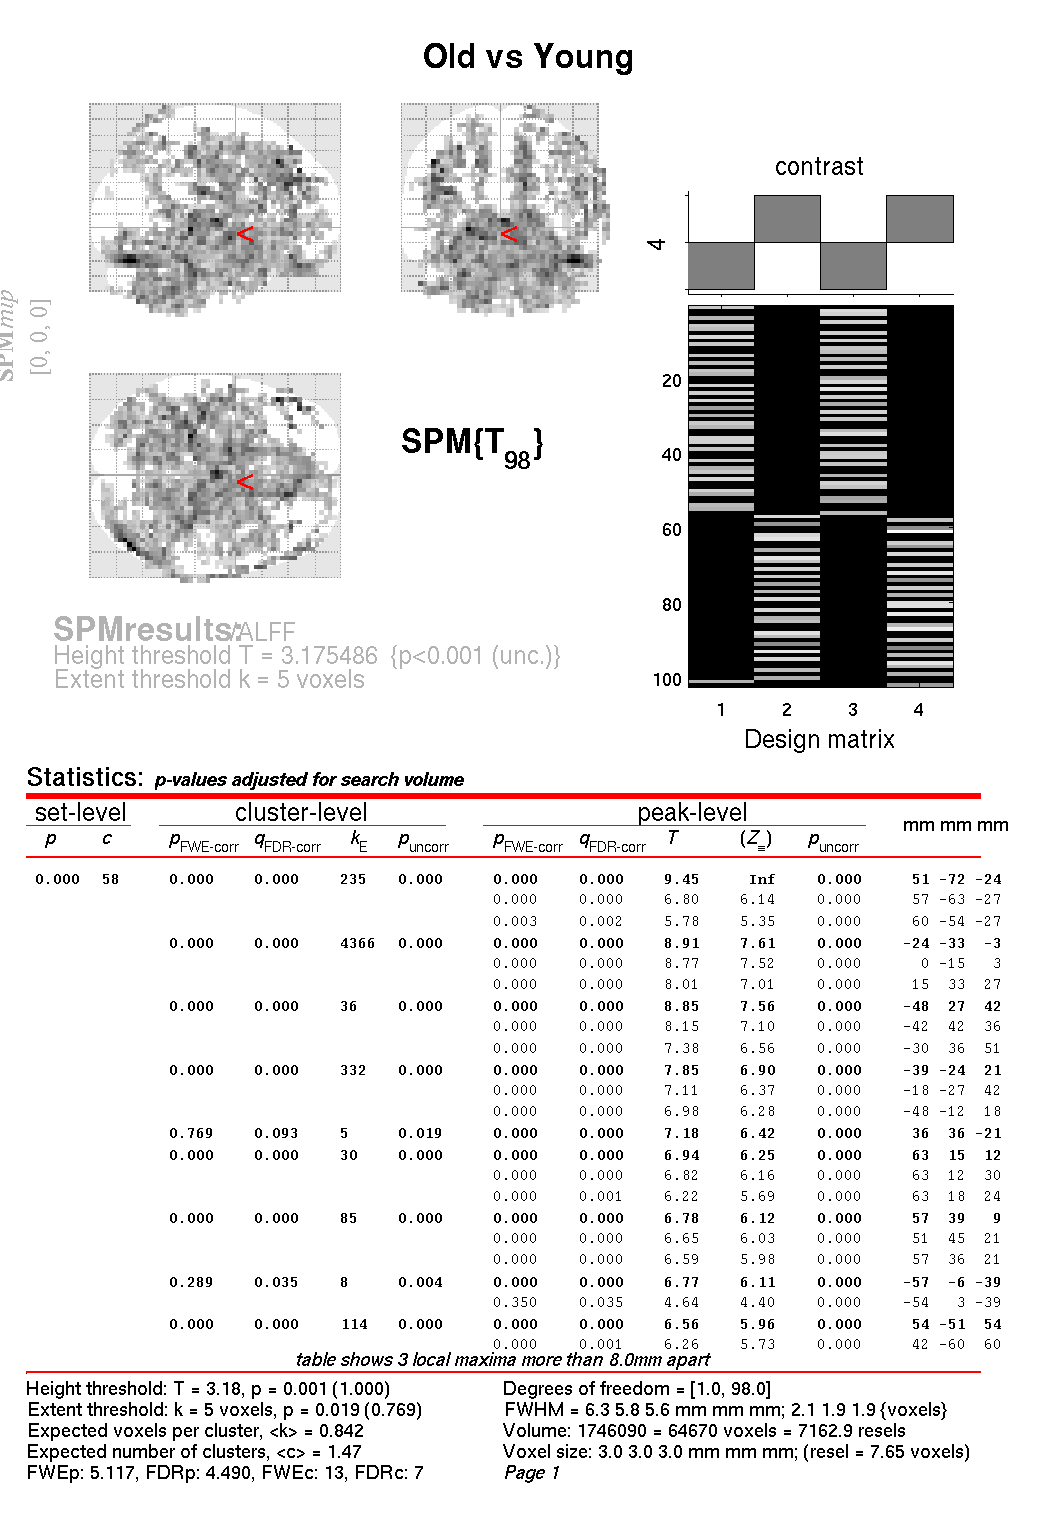 Old vs Young
SPMmip
[0, 0, 0]
<
<
<
SPM{T98}
contrast
4
20
40
60
80
100
1 2 3 4
Design matrix
SPMresults: ./ALFF
Height threshold T = 3.175486 {p<0.001 (unc.)}
Extent threshold k = 5 voxels
Statistics: p-values adjusted for search volume
set-level cluster-level peak-level mm mm mm
p c pFWE-corr qFDR-corr kE puncorr pFWE-corr qFDR-corr T (Z≡) puncorr
0.000 58 0.000 0.000 235 0.000 0.000 0.000 9.45 Inf 0.000 51 -72 -24
0.000 0.000 6.80 6.14 0.000 57 -63 -27
0.003 0.002 5.78 5.35 0.000 60 -54 -27
0.000 0.000 4366 0.000 0.000 0.000 8.91 7.61 0.000 -24 -33 -3
0.000 0.000 8.77 7.52 0.000 0 -15 3
0.000 0.000 8.01 7.01 0.000 15 33 27
0.000 0.000 36 0.000 0.000 0.000 8.85 7.56 0.000 -48 27 42
0.000 0.000 8.15 7.10 0.000 -42 42 36
0.000 0.000 7.38 6.56 0.000 -30 36 51
0.000 0.000 332 0.000 0.000 0.000 7.85 6.90 0.000 -39 -24 21
0.000 0.000 7.11 6.37 0.000 -18 -27 42
0.000 0.000 6.98 6.28 0.000 -48 -12 18
0.769 0.093 5 0.019 0.000 0.000 7.18 6.42 0.000 36 36 -21
0.000 0.000 30 0.000 0.000 0.000 6.94 6.25 0.000 63 15 12
0.000 0.000 6.82 6.16 0.000 63 12 30
0.000 0.001 6.22 5.69 0.000 63 18 24
0.000 0.000 85 0.000 0.000 0.000 6.78 6.12 0.000 57 39 9
0.000 0.000 6.65 6.03 0.000 51 45 21
0.000 0.000 6.59 5.98 0.000 57 36 21
0.289 0.035 8 0.004 0.000 0.000 6.77 6.11 0.000 -57 -6 -39
0.350 0.035 4.64 4.40 0.000 -54 3 -39
0.000 0.000 114 0.000 0.000 0.000 6.56 5.96 0.000 54 -51 54
0.000 0.001 6.26 5.73 0.000 42 -60 60
table shows 3 local maxima more than 8.0mm apart
Height threshold: T = 3.18, p = 0.001 (1.000)
Extent threshold: k = 5 voxels, p = 0.019 (0.769)
Expected voxels per cluster, <k> = 0.842
Expected number of clusters, <c> = 1.47
FWEp: 5.117, FDRp: 4.490, FWEc: 13, FDRc: 7
Degrees of freedom = [1.0, 98.0]
FWHM = 6.3 5.8 5.6 mm mm mm; 2.1 1.9 1.9 {voxels}
Volume: 1746090 = 64670 voxels = 7162.9 resels
Voxel size: 3.0 3.0 3.0 mm mm mm; (resel = 7.65 voxels)
Page 1